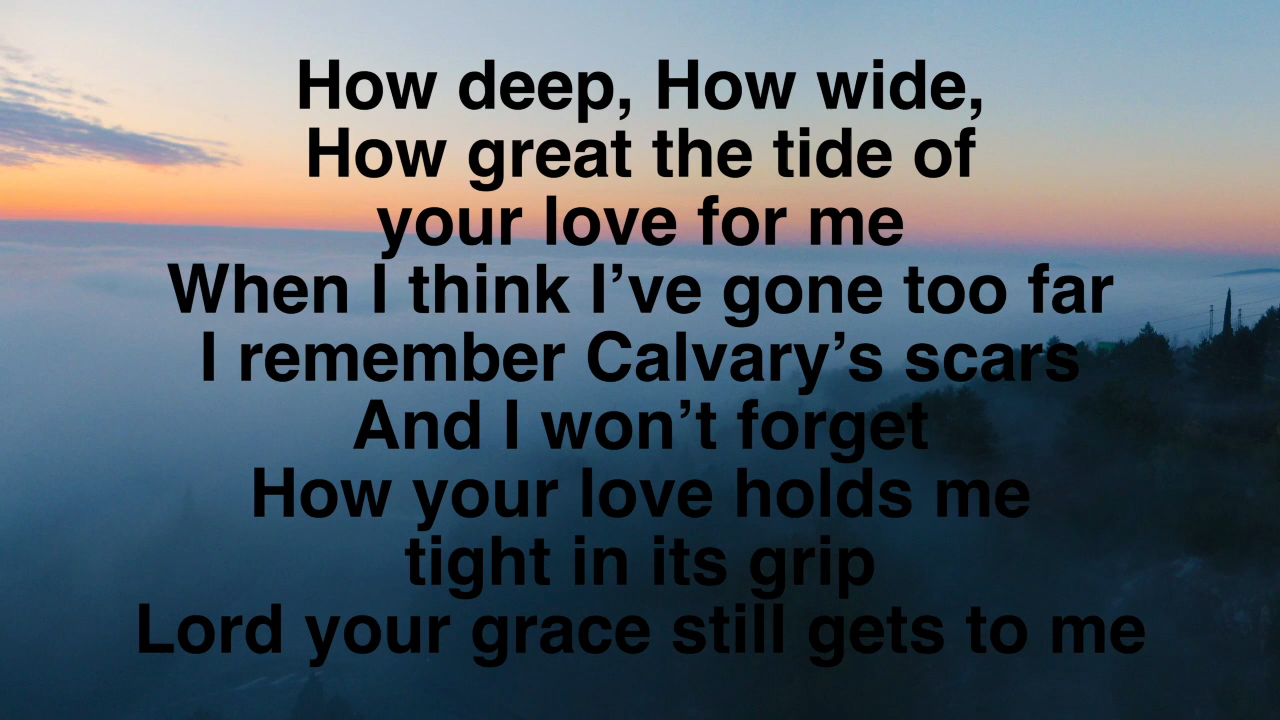 How deep, How wide,
How great the tide of
your love for me
When I think I’ve gone too far
I remember Calvary’s scars
And I won’t forget
How your love holds me
tight in its grip
Lord your grace still gets to me